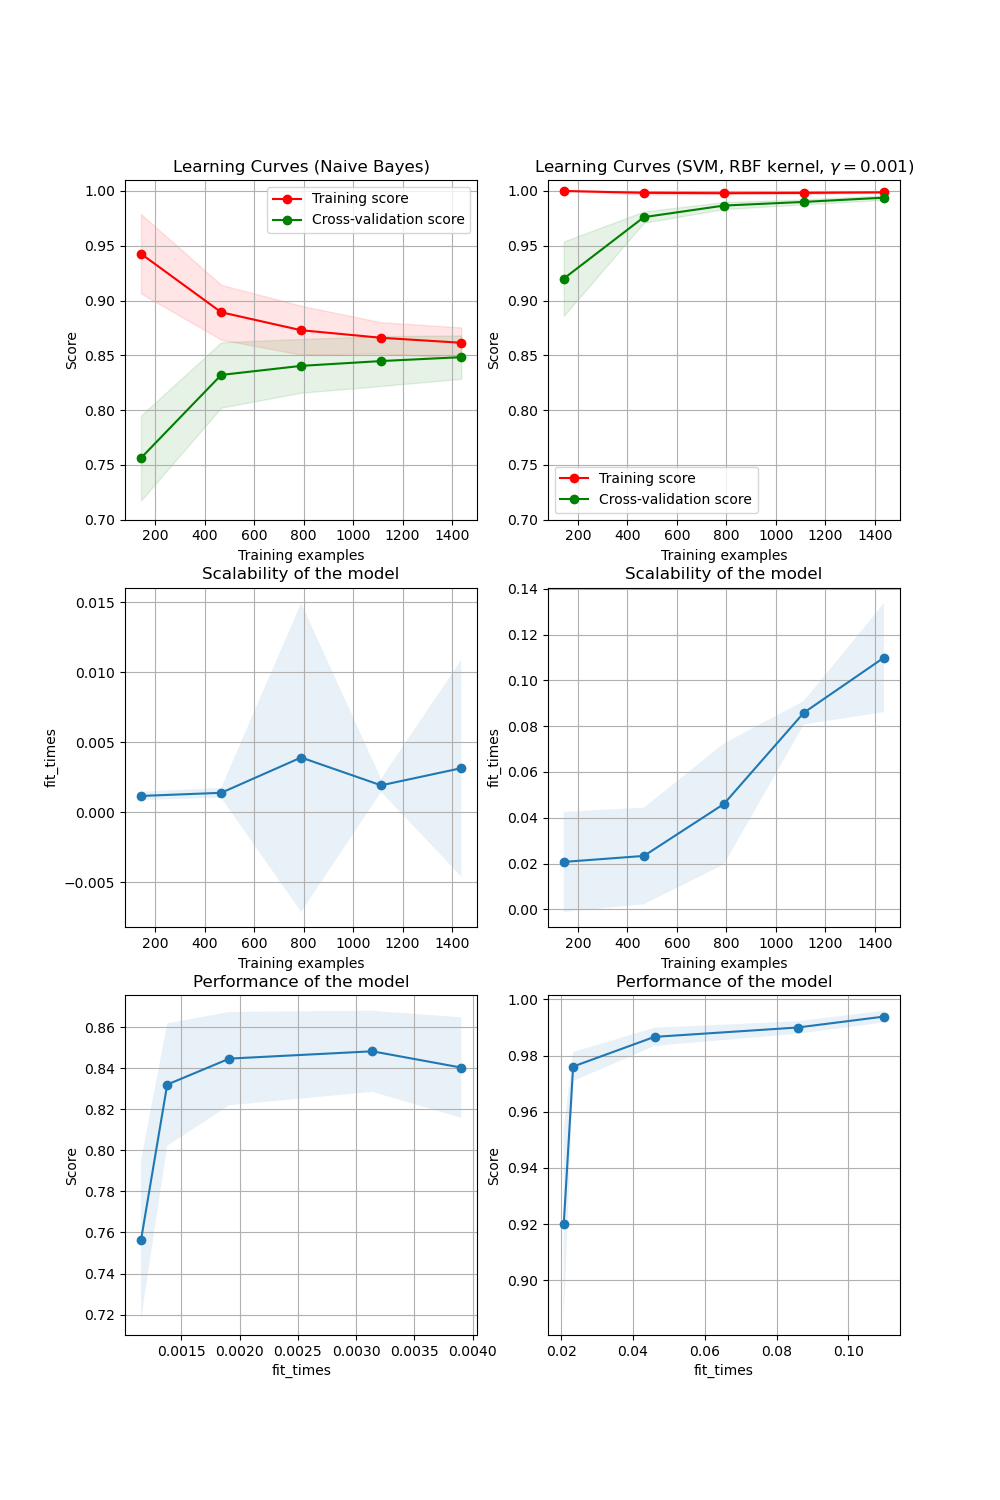 Learning Curves (Naive Bayes)
Learning Curves (SVM, RBF kernel, γ = 0.001)
1.00
0.95
0.90
0.85
0.80
0.75
0.70
Score
Training score
Cross-validation score
200 400 600 800 1000 1200 1400
Training examples
1.00
0.95
0.90
0.85
0.80
0.75
0.70
Score
Training score
Cross-validation score
200 400 600 800 1000 1200 1400
Training examples
Scalability of the model
0.015
0.010
0.005
0.000
−0.005
fit_times
200 400 600 800 1000 1200 1400
Training examples
Scalability of the model
0.14
0.12
0.10
0.08
0.06
0.04
0.02
0.00
fit_times
200 400 600 800 1000 1200 1400
Training examples
Performance of the model
0.86
0.84
0.82
0.80
0.78
0.76
0.74
0.72
Score
0.0015 0.0020 0.0025 0.0030 0.0035 0.0040
fit_times
Performance of the model
1.00
0.98
0.96
0.94
0.92
0.90
Score
0.02 0.04 0.06 0.08 0.10
fit_times